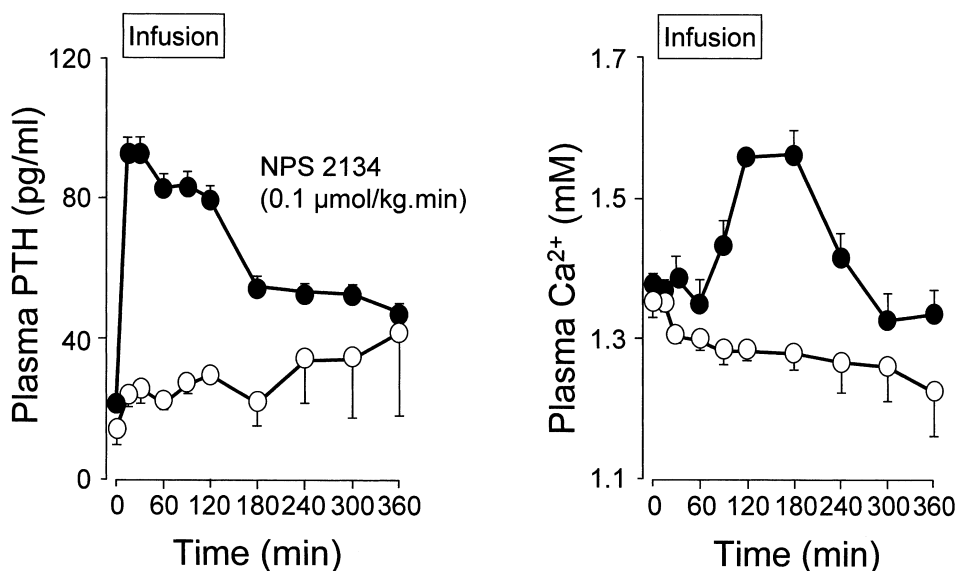 Infusion
120
80
40
0
Plasma PTH (pg/ml)
NPS 2134
(0.1 µmol/kg.min)
0 60 120 180 240 300 360
Time (min)
Infusion
1.7
1.5
1.3
1.1
Plasma Ca²⁺ (mM)
0 60 120 180 240 300 360
Time (min)